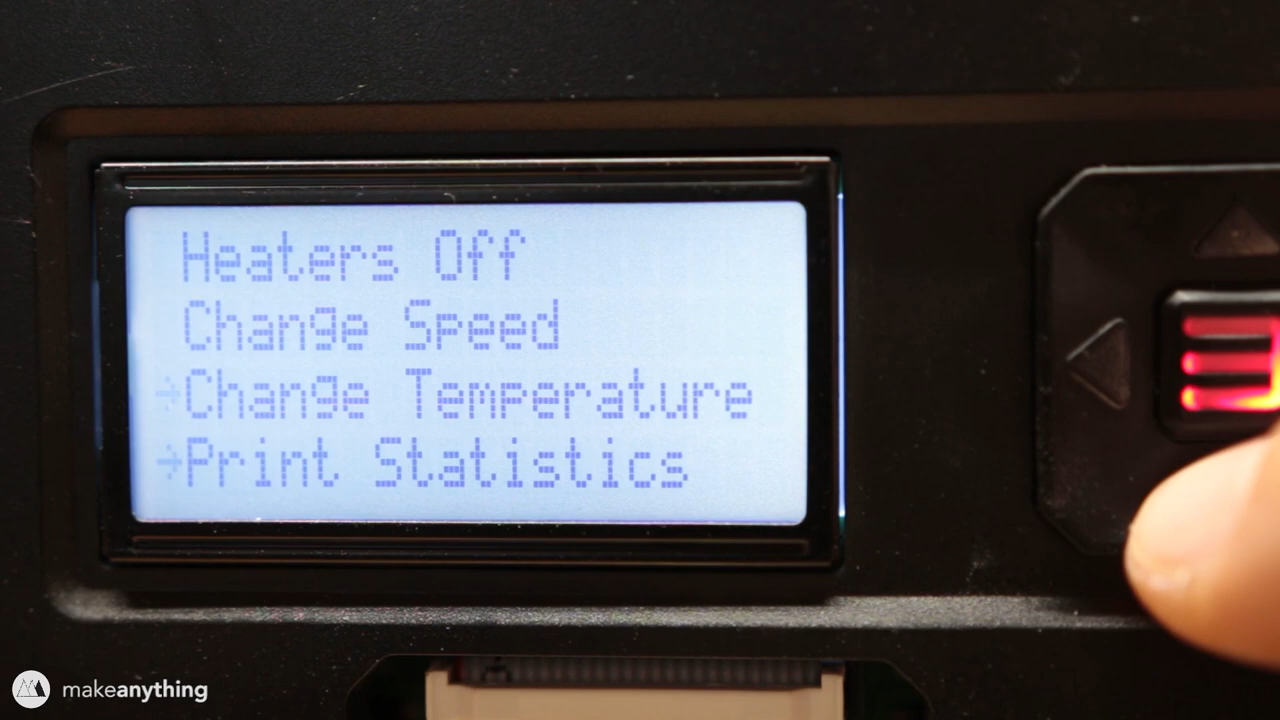 Heaters Off
Change Speed
→Change Temperature
→Print Statistics
makeanything